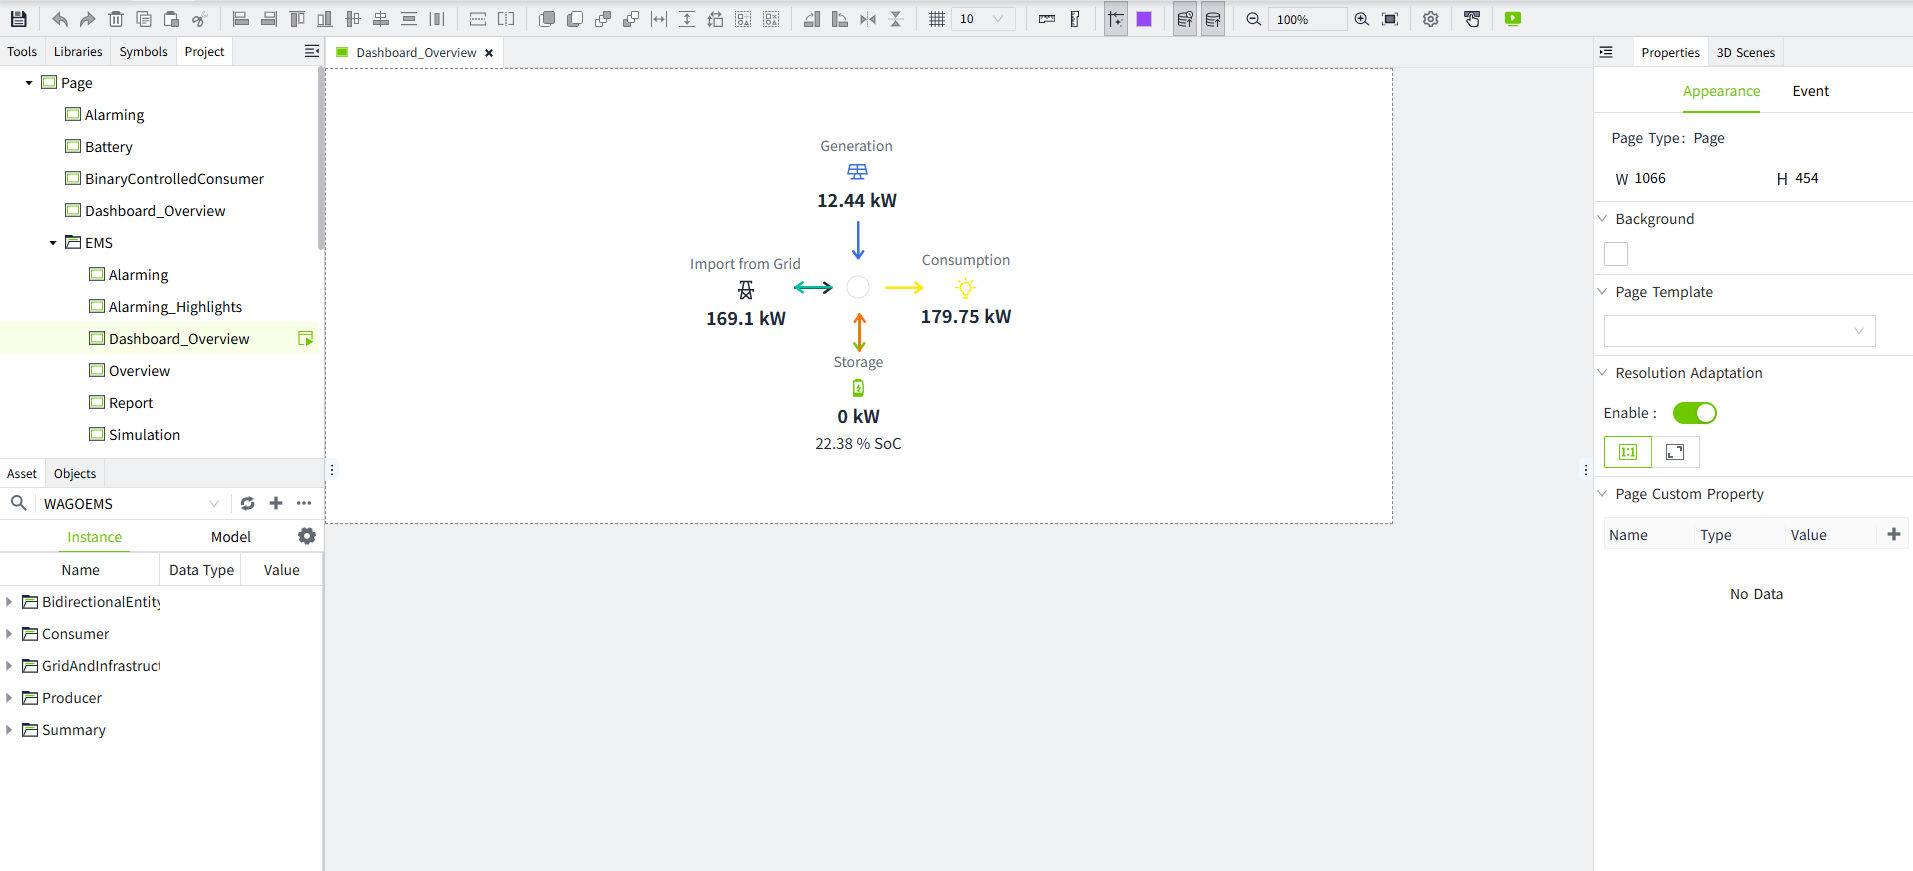 10
100%
Tools Libraries Symbols Project
Dashboard_Overview
Properties 3D Scenes
Page
Alarming
Battery
BinaryControlledConsumer
Dashboard_Overview
EMS
Alarming
Alarming_Highlights
Dashboard_Overview
Overview
Report
Simulation
Asset Objects
WAGOEMS
Instance Model
Name Data Type Value
BidirectionalEntity
Consumer
GridAndInfrastruct
Producer
Summary
Generation
12.44 kW
Import from Grid
169.1 kW
Consumption
179.75 kW
Storage
0 kW
22.38 % SoC
Appearance Event
Page Type: Page
W 1066 H 454
Background
Page Template
Resolution Adaptation
Enable :
1:1
Page Custom Property
Name Type Value
No Data